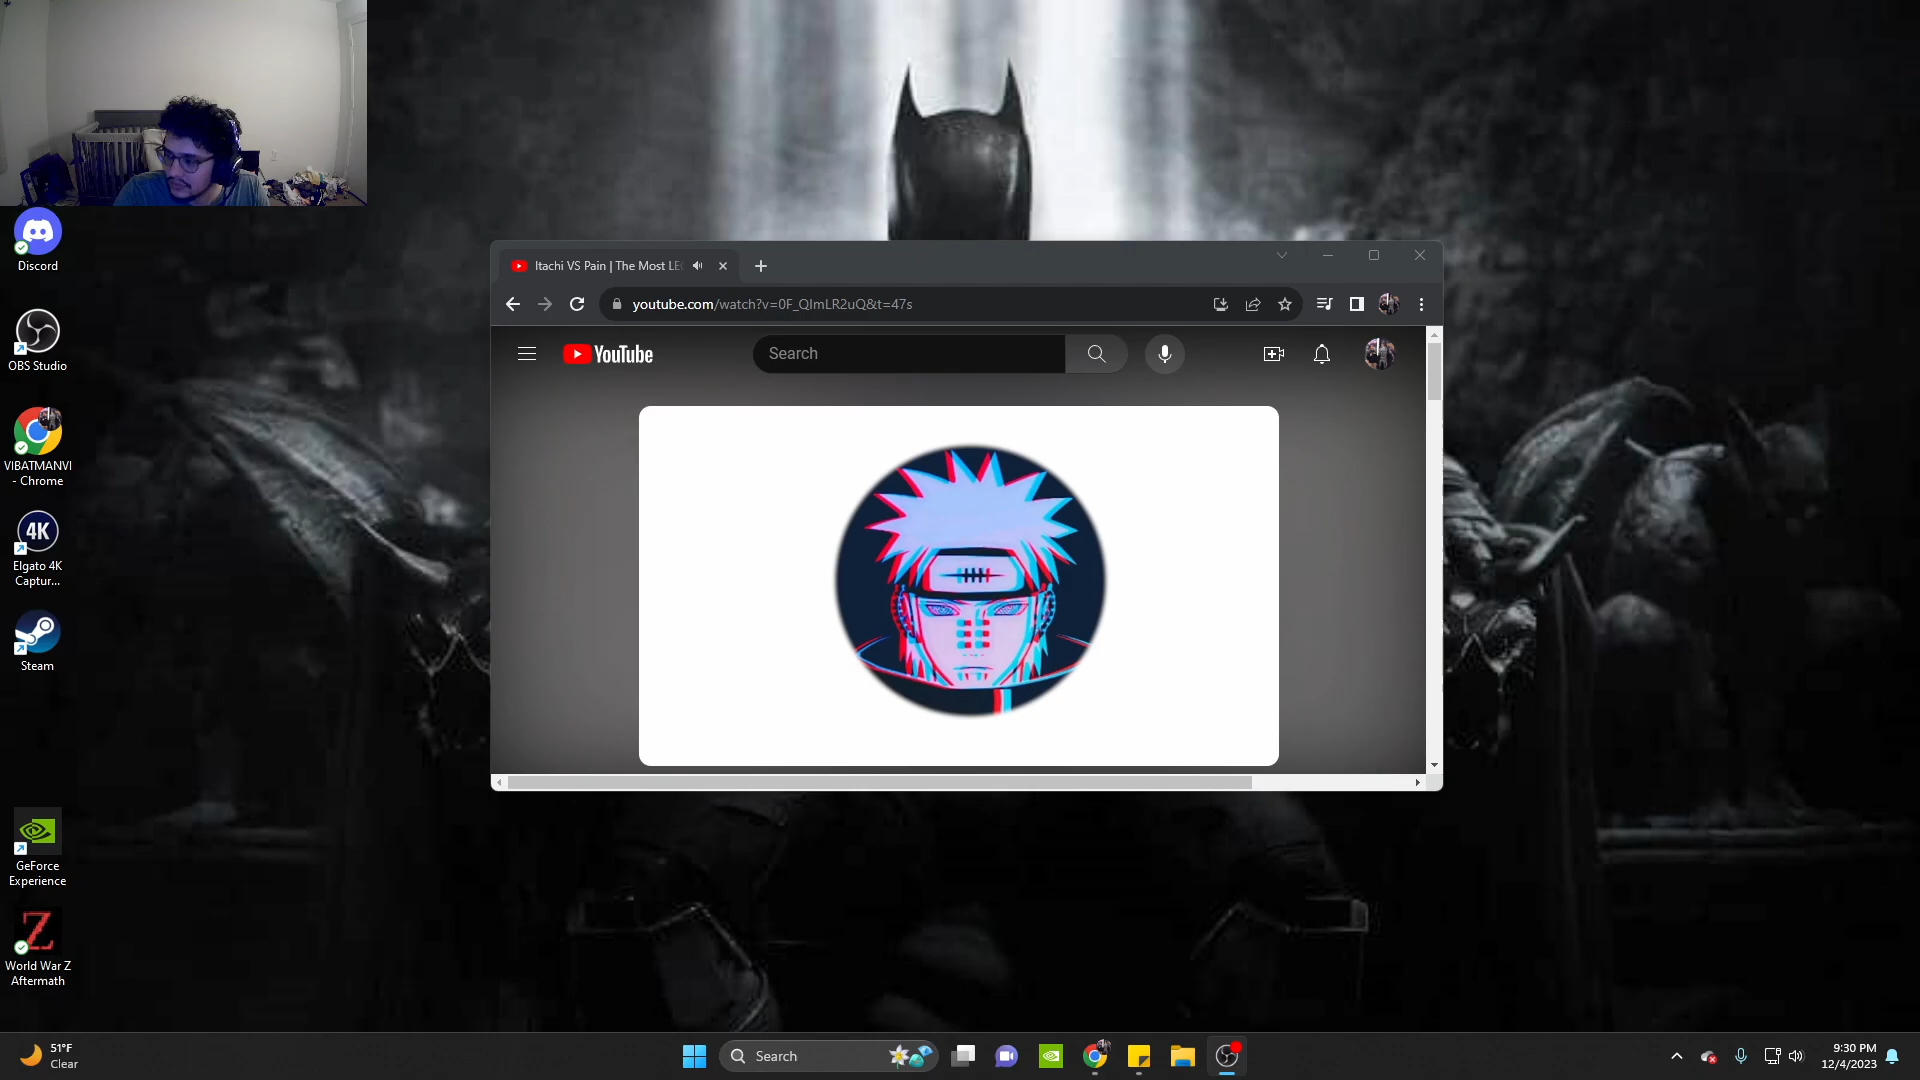 Discord
OBS Studio
VIBATMANVI
- Chrome
4K
Elgato 4K
Captur...
Steam
GeForce
Experience
Z
World War Z
Aftermath
Itachi VS Pain | The Most LE
youtube.com/watch?v=0F_QImLR2uQ&t=47s
YouTube
Search
51°F
Clear
Search
9:30 PM
12/4/2023